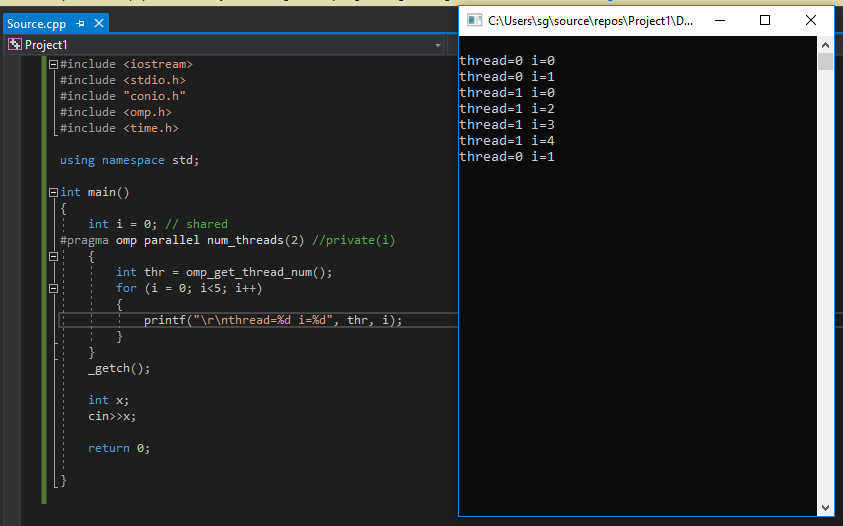 Source.cpp
Project1
#include <iostream>
#include <stdio.h>
#include "conio.h"
#include <omp.h>
#include <time.h>
using namespace std;
int main()
{
int i = 0; // shared
#pragma omp parallel num_threads(2) //private(i)
{
int thr = omp_get_thread_num();
for (i = 0; i<5; i++)
{
printf("\r\nthread=%d i=%d", thr, i);
}
}
_getch();
int x;
cin>>x;
return 0;
}
C:\Users\sg\source\repos\Project1\D...
thread=0 i=0
thread=0 i=1
thread=1 i=0
thread=1 i=2
thread=1 i=3
thread=1 i=4
thread=0 i=1